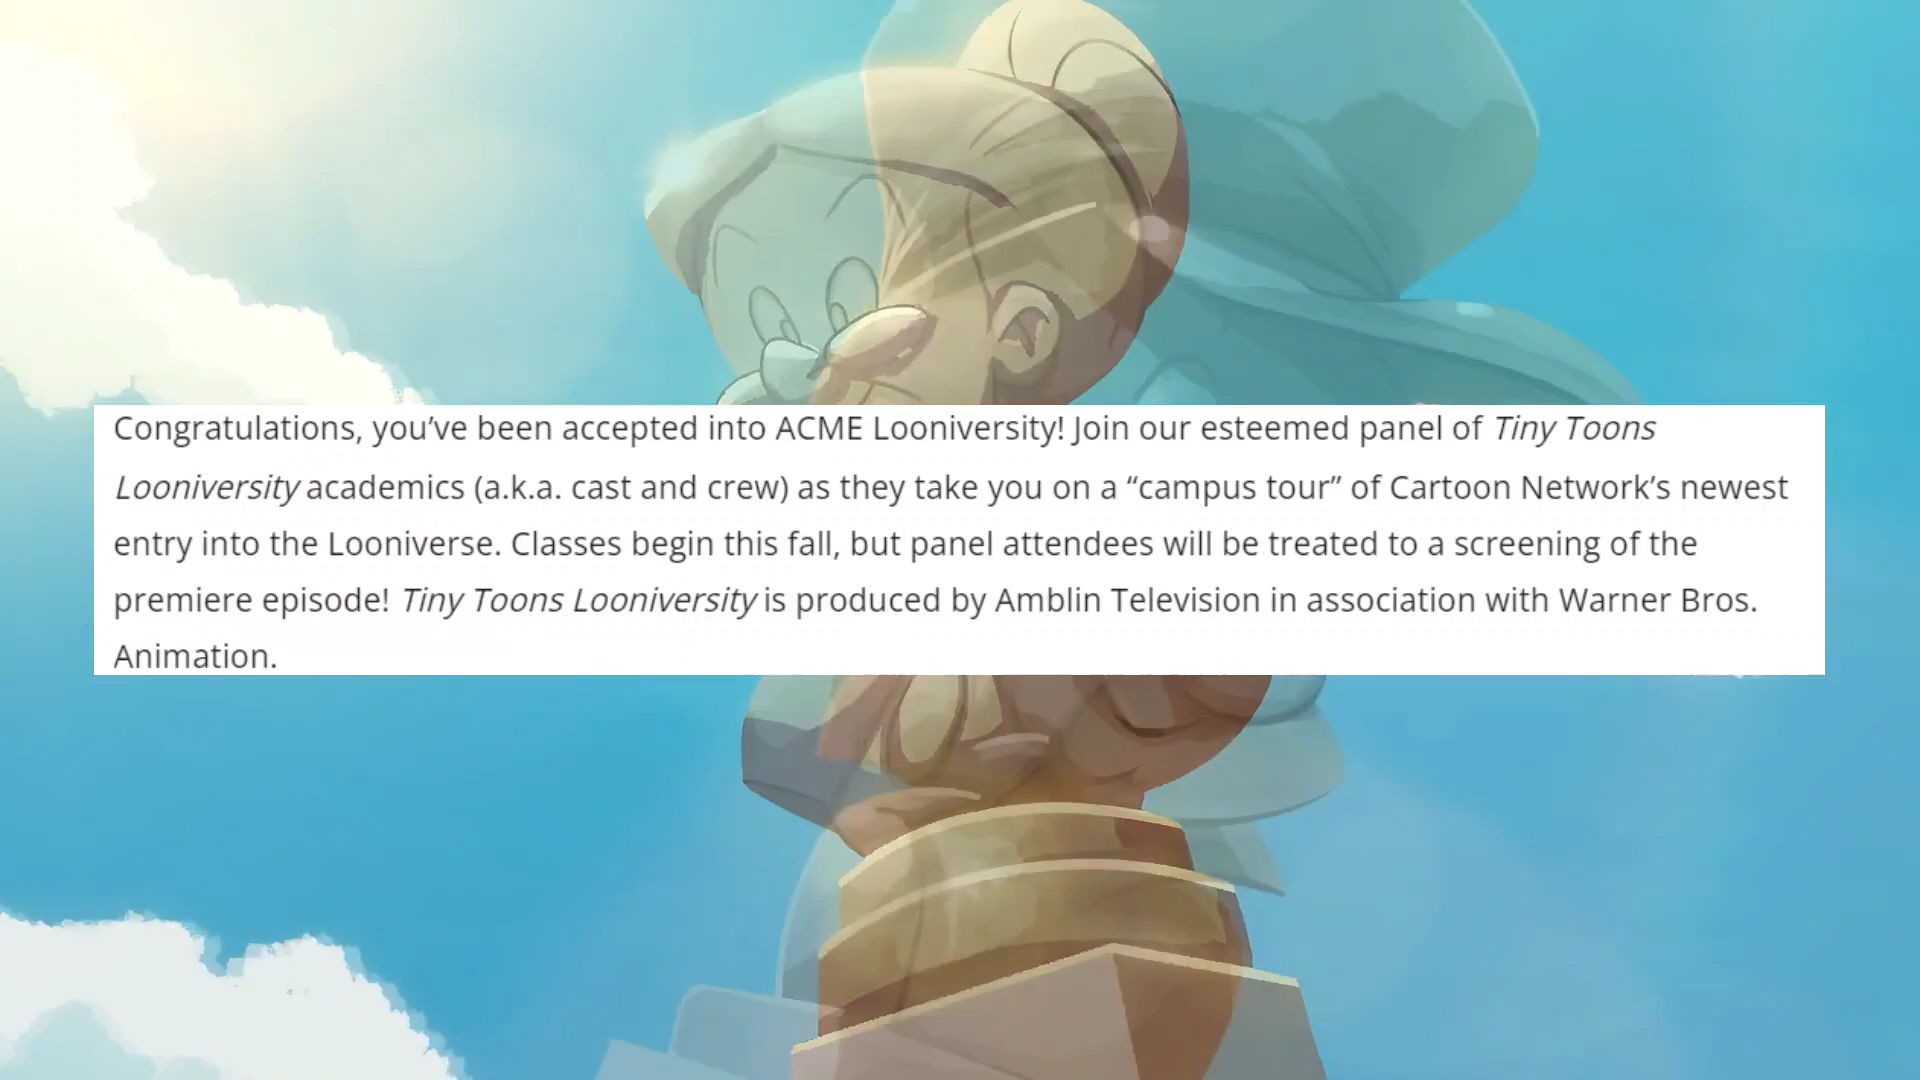 Congratulations, you’ve been accepted into ACME Looniversity! Join our esteemed panel of Tiny Toons
Looniversity academics (a.k.a. cast and crew) as they take you on a “campus tour” of Cartoon Network’s newest
entry into the Looniverse. Classes begin this fall, but panel attendees will be treated to a screening of the
premiere episode! Tiny Toons Looniversity is produced by Amblin Television in association with Warner Bros.
Animation.